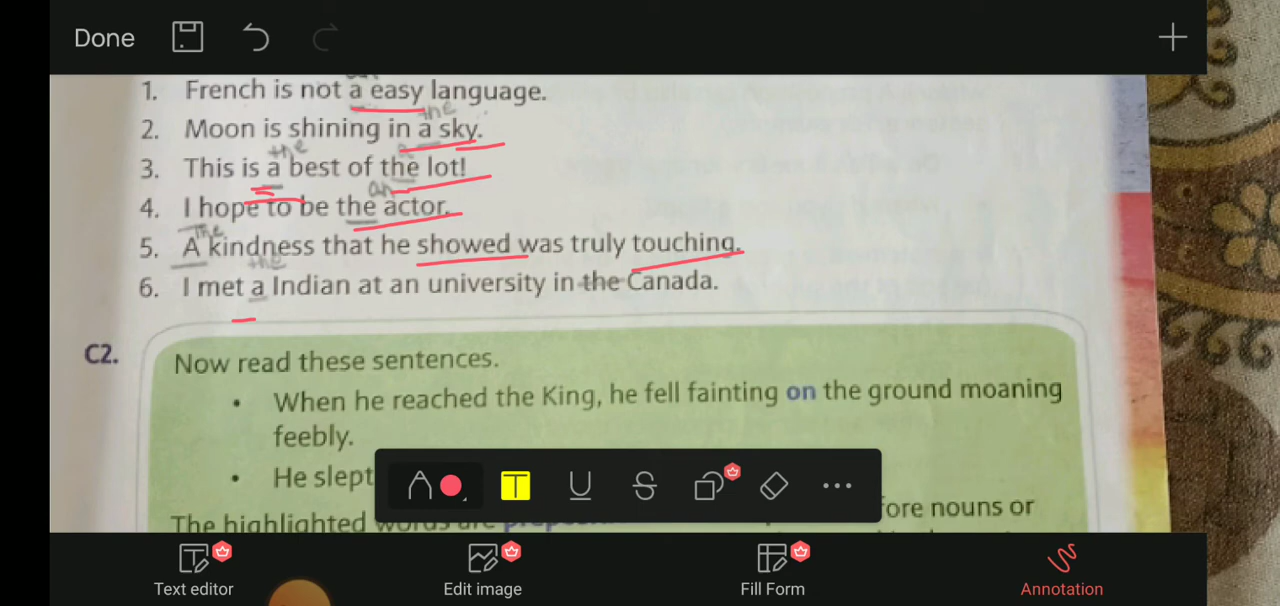 Done
1. French is not a easy language.
the
2. Moon is shining in a sky.
the a
3. This is a best of the lot!
an
4. I hope to be the actor.
The
5. A kindness that he showed was truly touching.
the
6. I met a Indian at an university in the Canada.
C2. Now read these sentences.
• When he reached the King, he fell fainting on the ground moaning
feebly.
• He slept
The highlighted words are fore nouns or
Text editor Edit image Fill Form Annotation